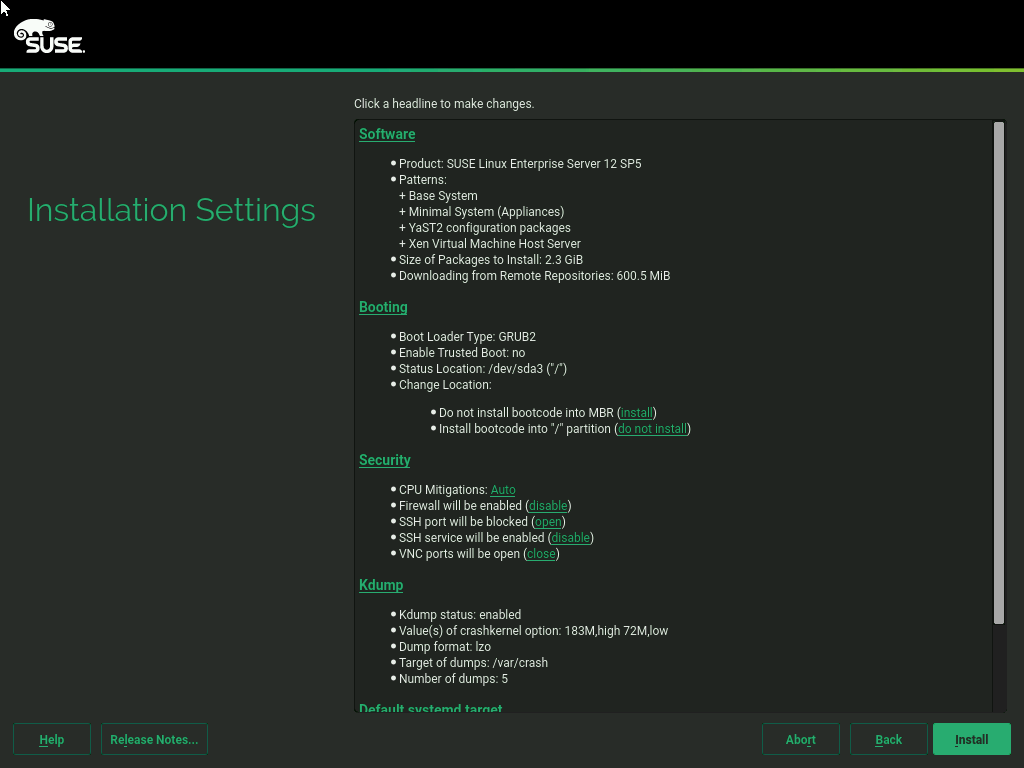 SUSE.
Installation Settings
Click a headline to make changes.
Software
Product: SUSE Linux Enterprise Server 12 SP5
Patterns:
+ Base System
+ Minimal System (Appliances)
+ YaST2 configuration packages
+ Xen Virtual Machine Host Server
Size of Packages to Install: 2.3 GiB
Downloading from Remote Repositories: 600.5 MiB
Booting
Boot Loader Type: GRUB2
Enable Trusted Boot: no
Status Location: /dev/sda3 ("/")
Change Location:
Do not install bootcode into MBR (install)
Install bootcode into "/" partition (do not install)
Security
CPU Mitigations: Auto
Firewall will be enabled (disable)
SSH port will be blocked (open)
SSH service will be enabled (disable)
VNC ports will be open (close)
Kdump
Kdump status: enabled
Value(s) of crashkernel option: 183M,high 72M,low
Dump format: lzo
Target of dumps: /var/crash
Number of dumps: 5
Default systemd target
Help
Release Notes...
Abort
Back
Install